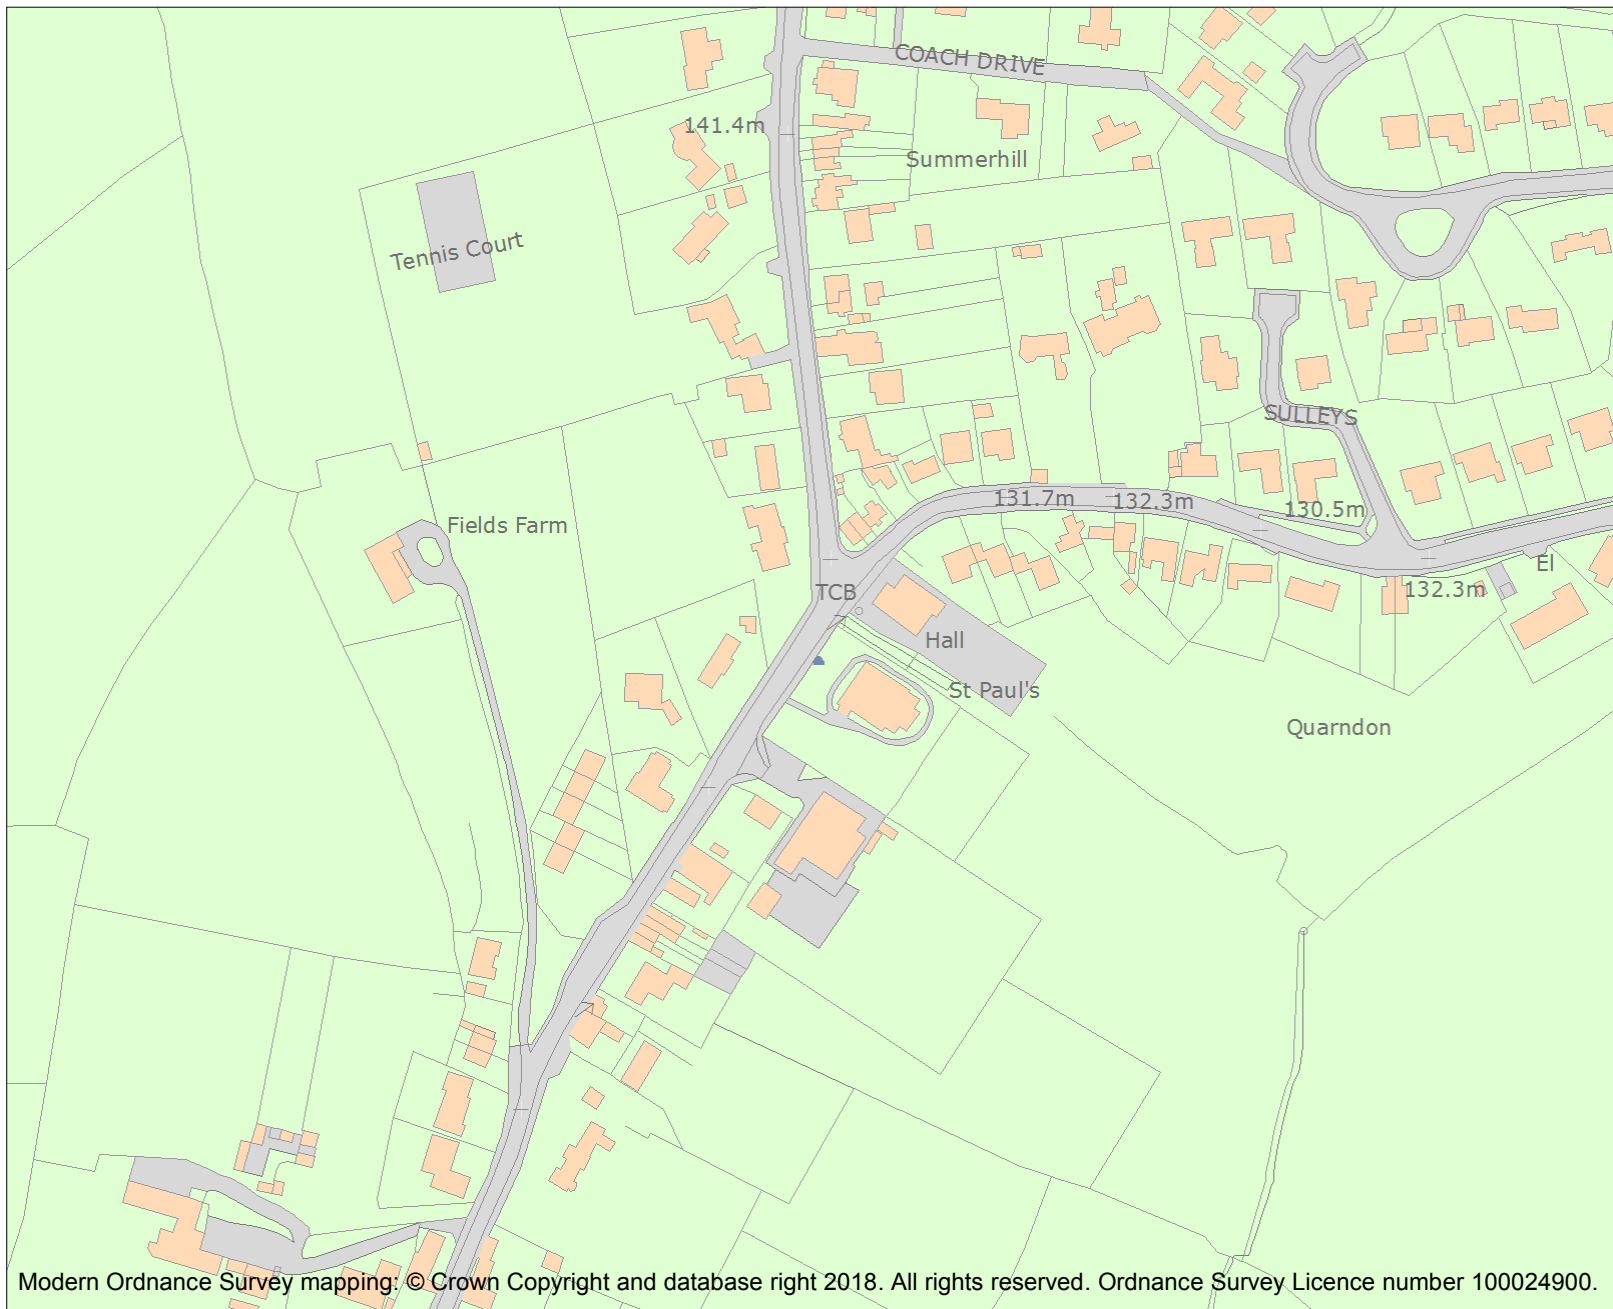 COACH DRIVE
141.4m
Summerhill
Tennis Court
SULLEYS
131.7m
132.3m
130.5m
Fields Farm
El
TCB
132.3m
Hall
St Paul's
Quarndon
Modern Ordnance Survey mapping: © Crown Copyright and database right 2018. All rights reserved. Ordnance Survey Licence number 100024900.